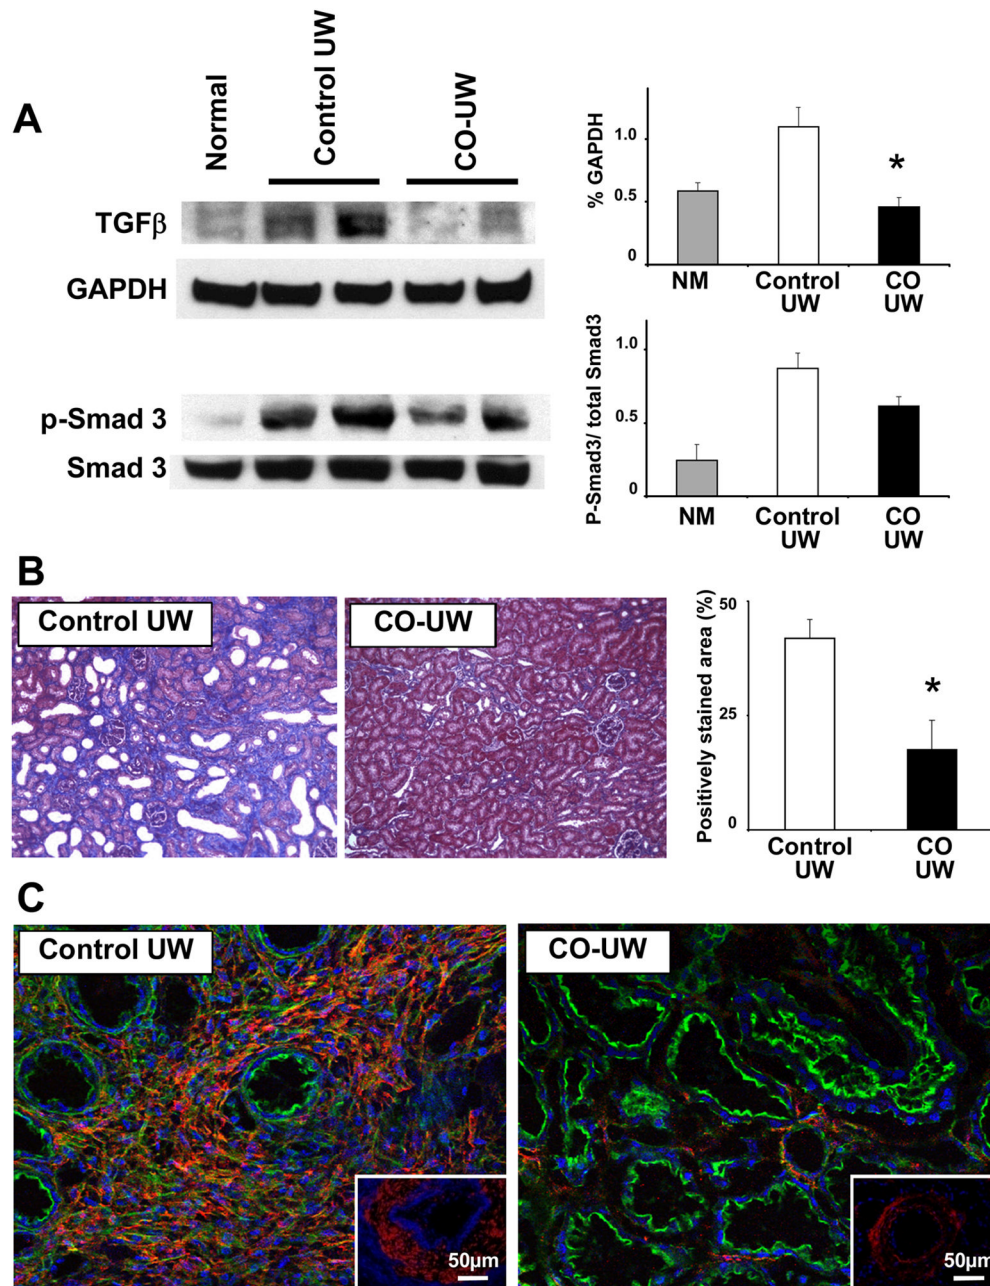 A
Normal
Control UW
CO-UW
TGFβ
GAPDH
p-Smad 3
Smad 3
% GAPDH
1.0
0.5
0
*
NM
Control
UW
CO
UW
P-Smad3/ total Smad3
1.0
0.5
0
NM
Control
UW
CO
UW
B
Control UW
CO-UW
Positively stained area (%)
50
25
0
*
Control
UW
CO
UW
C
Control UW
50µm
CO-UW
50µm